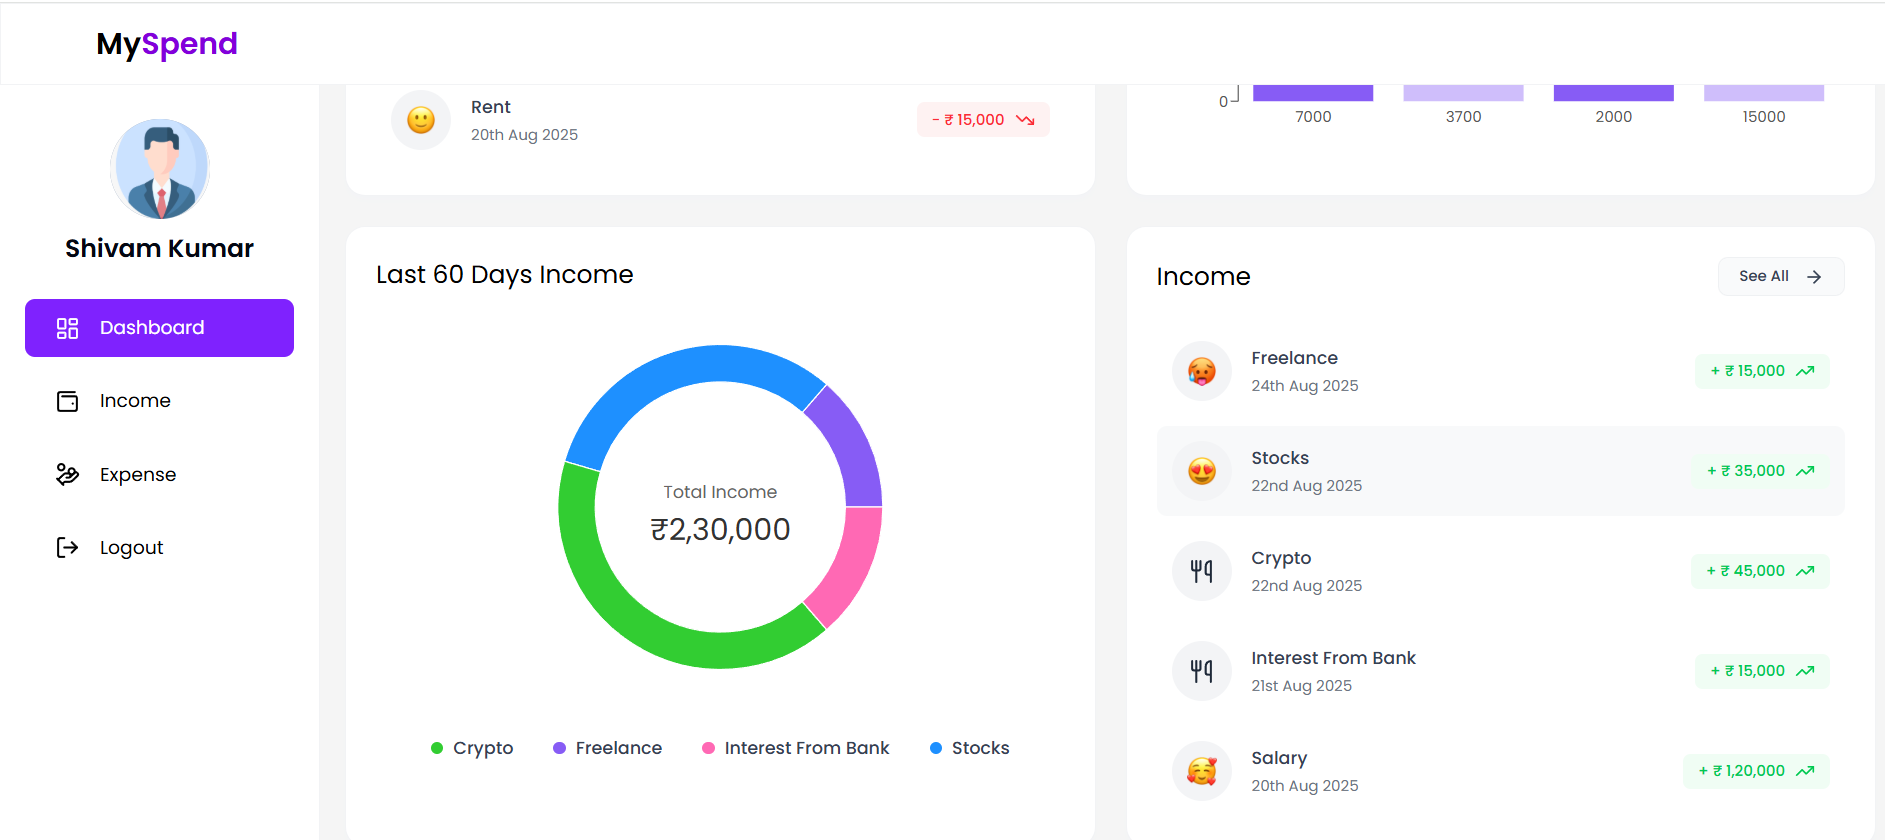 MySpend
Shivam Kumar
Dashboard
Income
Expense
Logout
Rent
20th Aug 2025
- ₹ 15,000
0
7000 3700 2000 15000
Last 60 Days Income
Total Income
₹2,30,000
Crypto Freelance Interest From Bank Stocks
Income
See All
Freelance
24th Aug 2025
+ ₹ 15,000
Stocks
22nd Aug 2025
+ ₹ 35,000
Crypto
22nd Aug 2025
+ ₹ 45,000
Interest From Bank
21st Aug 2025
+ ₹ 15,000
Salary
20th Aug 2025
+ ₹ 1,20,000